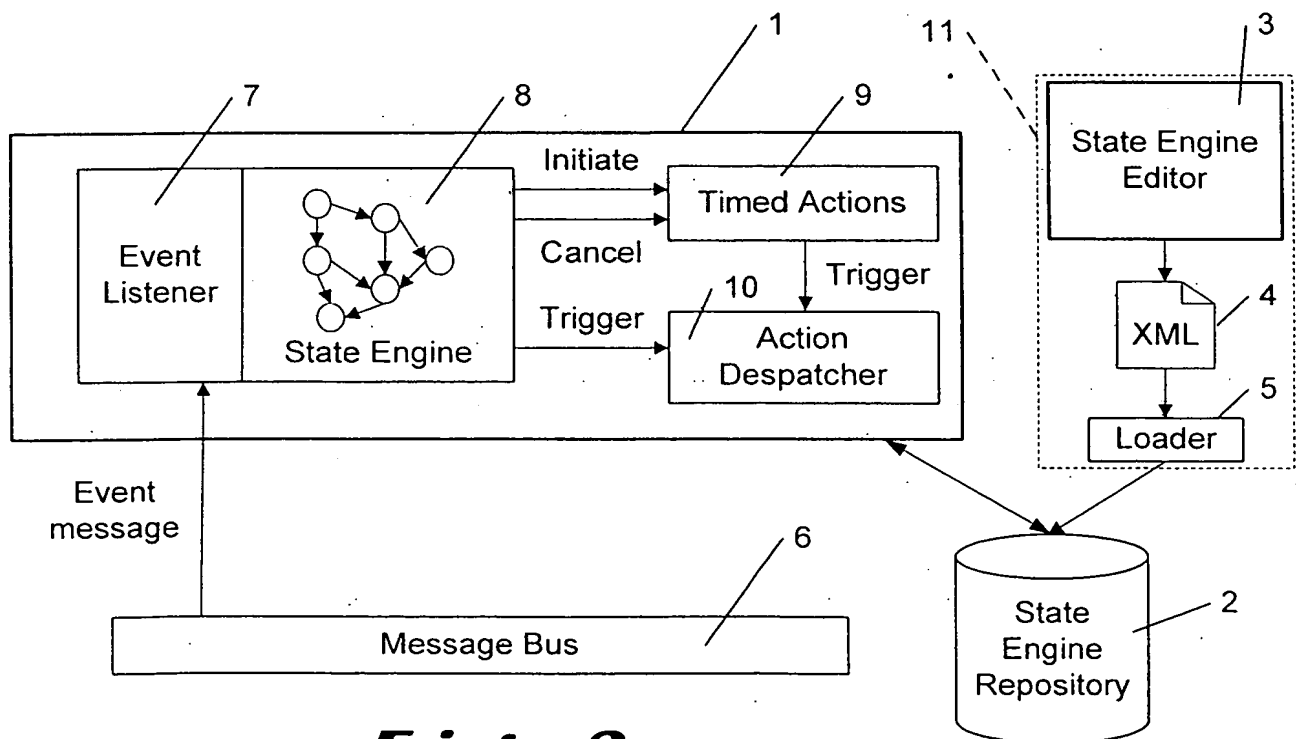 1
11
3
7
8
9
Initiate
Timed Actions
State Engine
Editor
Event
Listener
Cancel
Trigger
10
Trigger
State Engine
Action
Despatcher
XML
4
5
Loader
Event
message
6
Message Bus
State
Engine
Repository
2